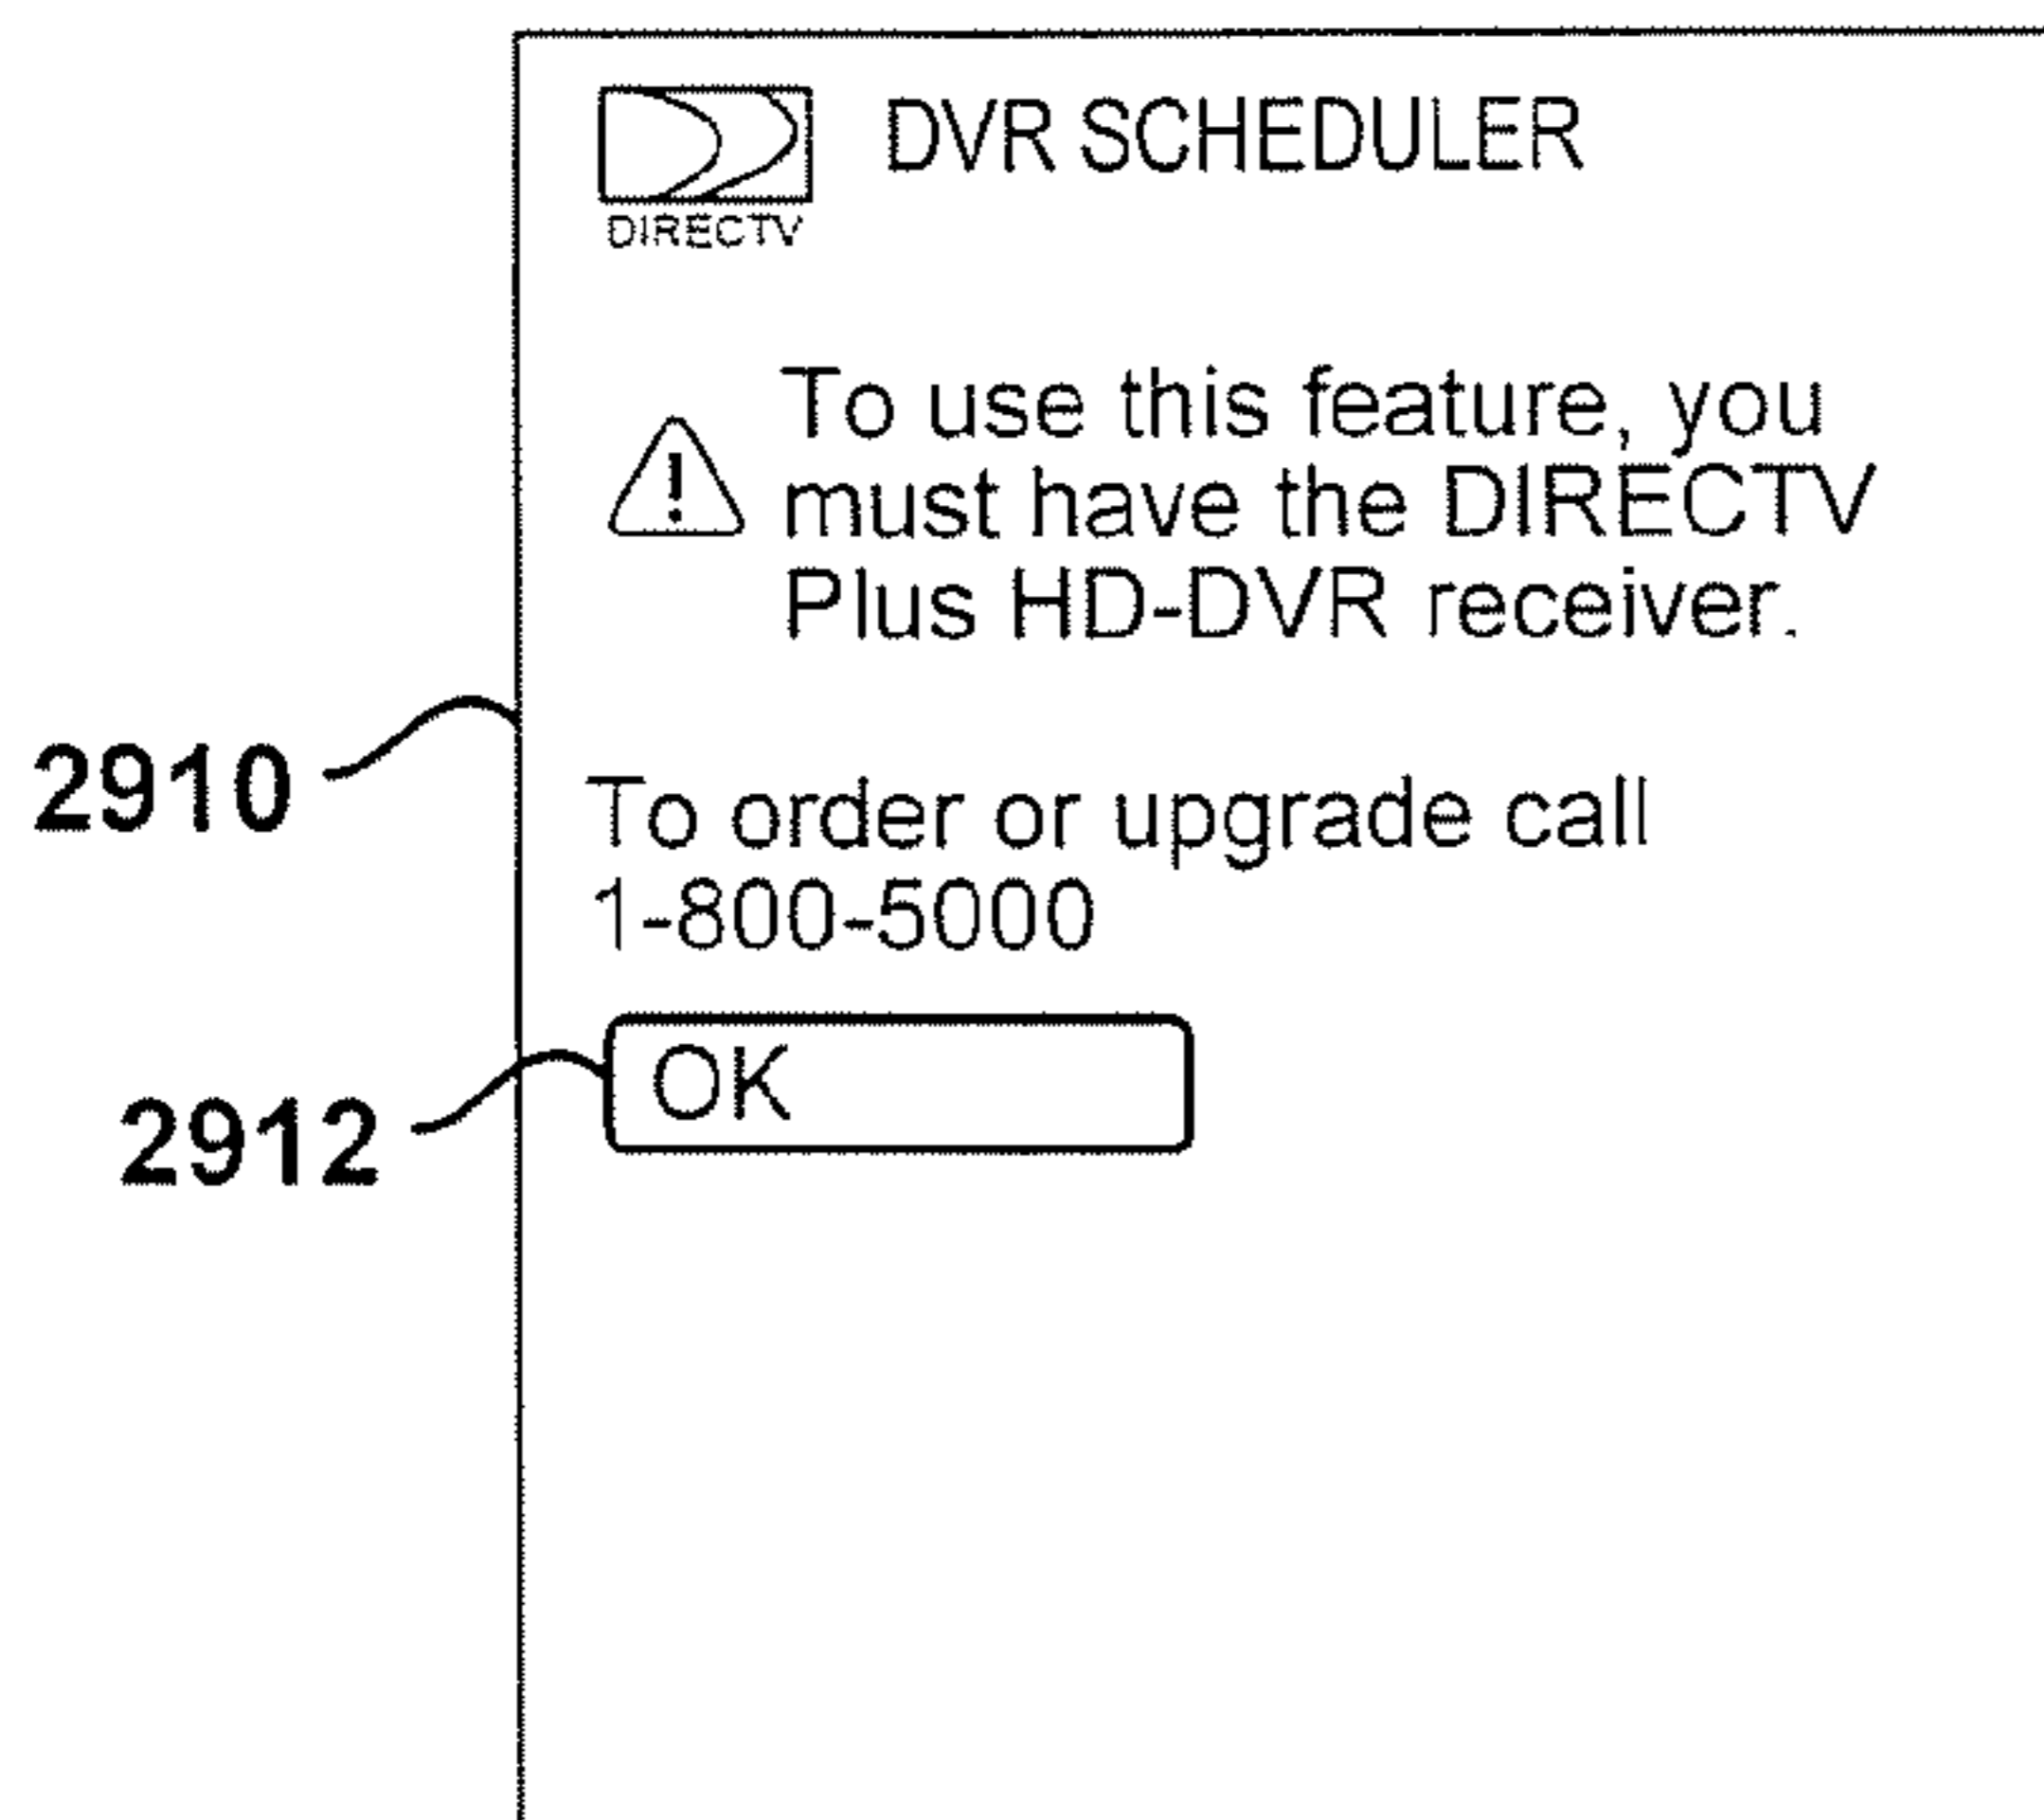 DVR SCHEDULER
DIRECTV
To use this feature, you
must have the DIRECTV
Plus HD-DVR receiver.
2910
To order or upgrade call
1-800-5000
OK
2912